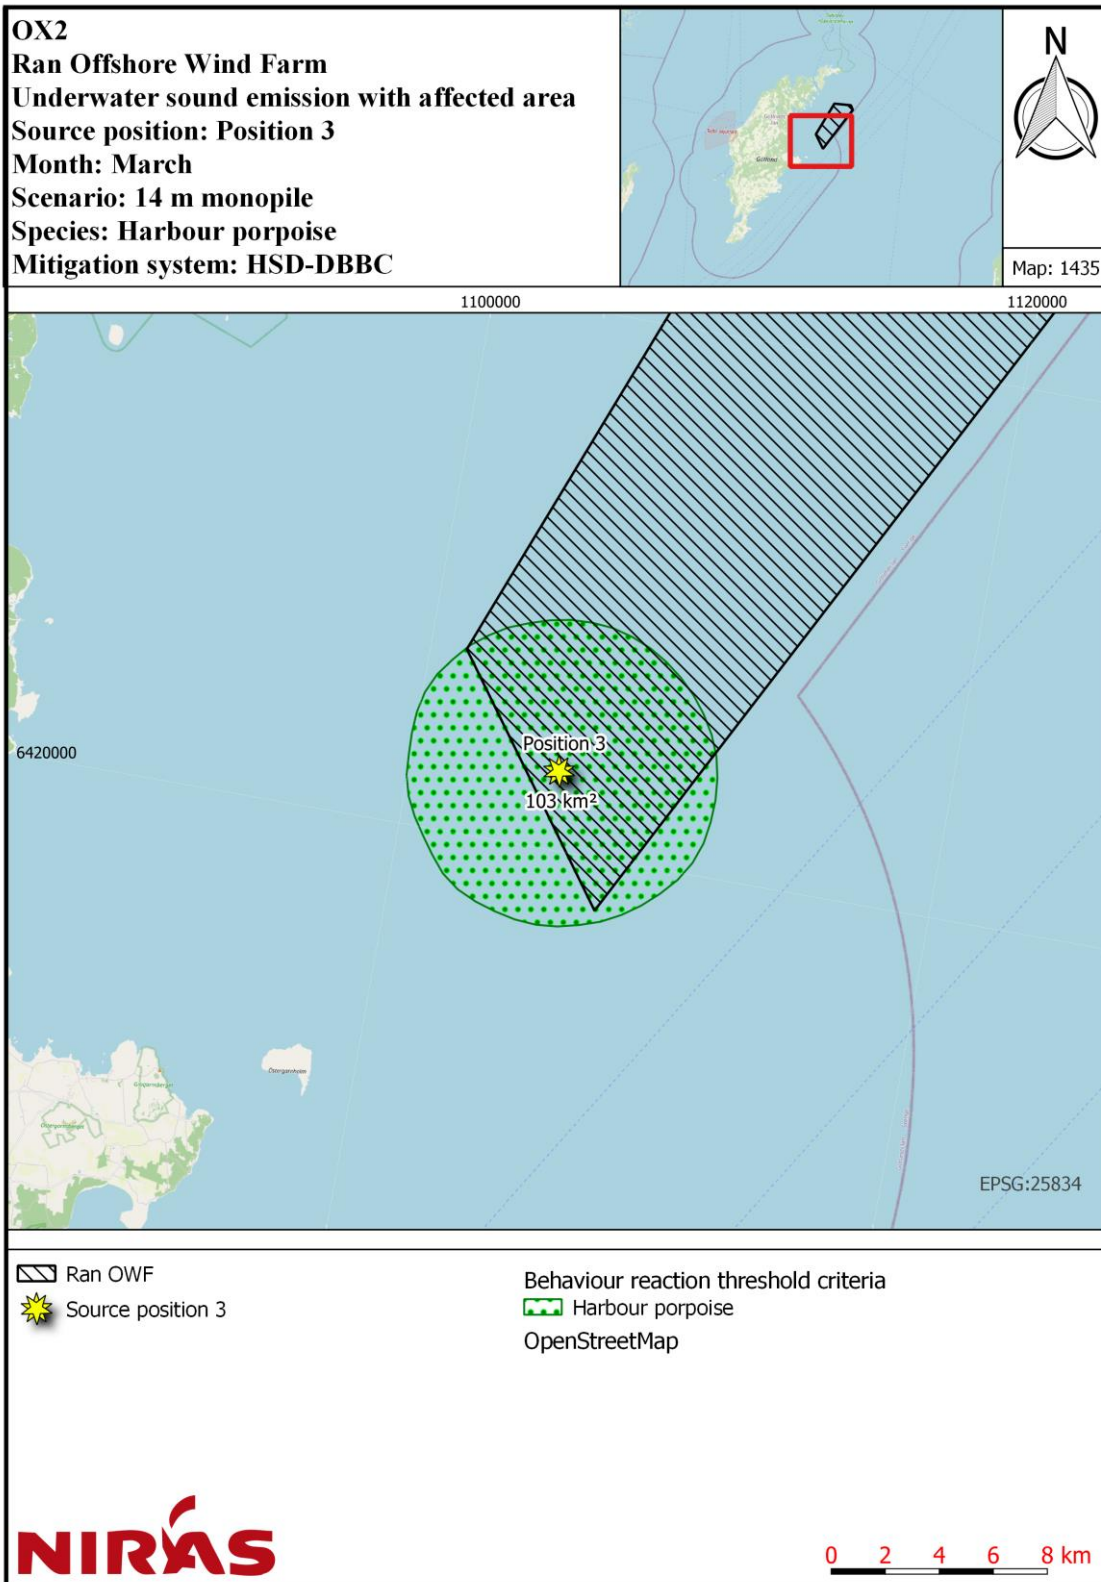 OX2
Ran Offshore Wind Farm
Underwater sound emission with affected area
Source position: Position 3
Month: March
Scenario: 14 m monopile
Species: Harbour porpoise
Mitigation system: HSD-DBBC
N
Map: 1435
1100000
1120000
6420000
Position 3
103 km²
Östergarnsholm
EPSG:25834
Ran OWF
Source position 3
Behaviour reaction threshold criteria
Harbour porpoise
OpenStreetMap
NIRAS
0 2 4 6 8 km